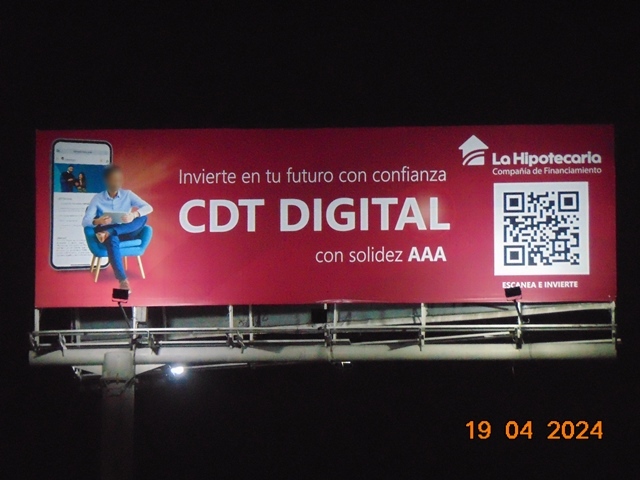 Invierte en tu futuro con confianza
CDT DIGITAL
con solidez AAA
La Hipotecaria
Compañia de Financiamiento
ESCANEA E INVIERTE
19 04 2024